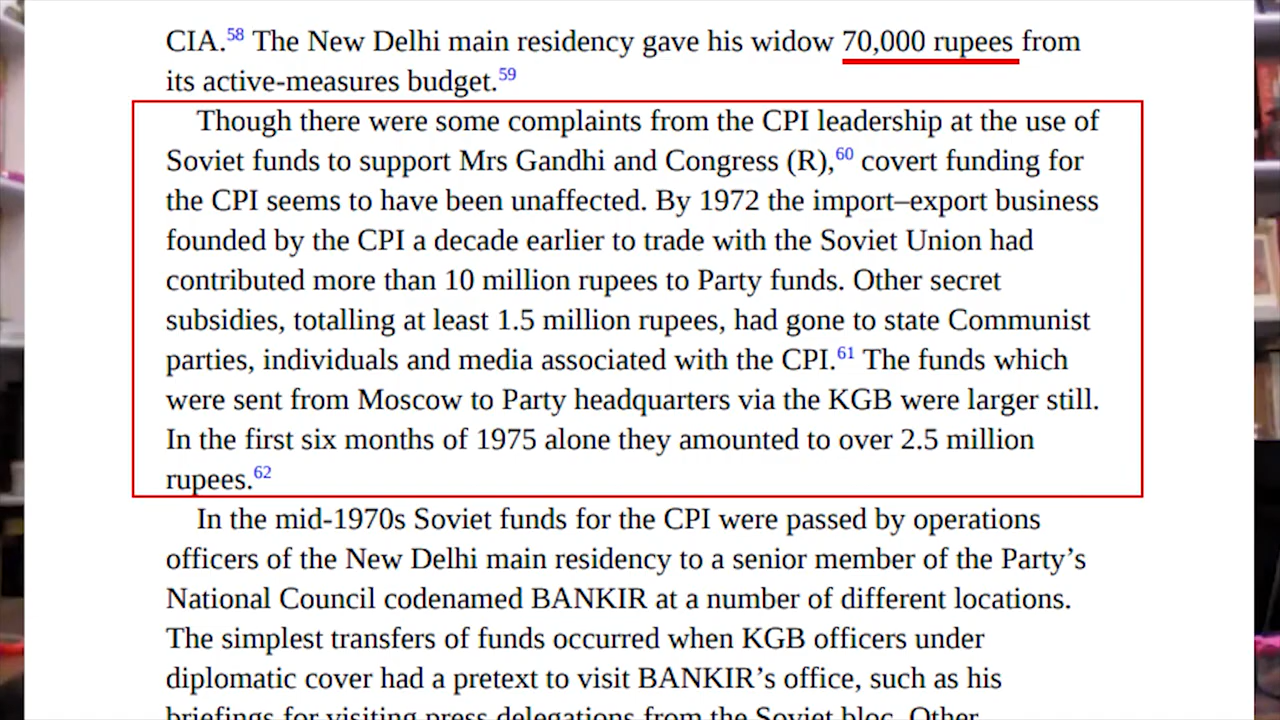 CIA.58 The New Delhi main residency gave his widow 70,000 rupees from
its active-measures budget.59
Though there were some complaints from the CPI leadership at the use of
Soviet funds to support Mrs Gandhi and Congress (R),60 covert funding for
the CPI seems to have been unaffected. By 1972 the import–export business
founded by the CPI a decade earlier to trade with the Soviet Union had
contributed more than 10 million rupees to Party funds. Other secret
subsidies, totalling at least 1.5 million rupees, had gone to state Communist
parties, individuals and media associated with the CPI.61 The funds which
were sent from Moscow to Party headquarters via the KGB were larger still.
In the first six months of 1975 alone they amounted to over 2.5 million
rupees.62
In the mid-1970s Soviet funds for the CPI were passed by operations
officers of the New Delhi main residency to a senior member of the Party’s
National Council codenamed BANKIR at a number of different locations.
The simplest transfers of funds occurred when KGB officers under
diplomatic cover had a pretext to visit BANKIR’s office, such as his
briefings for visiting press delegations from the Soviet bloc. Other